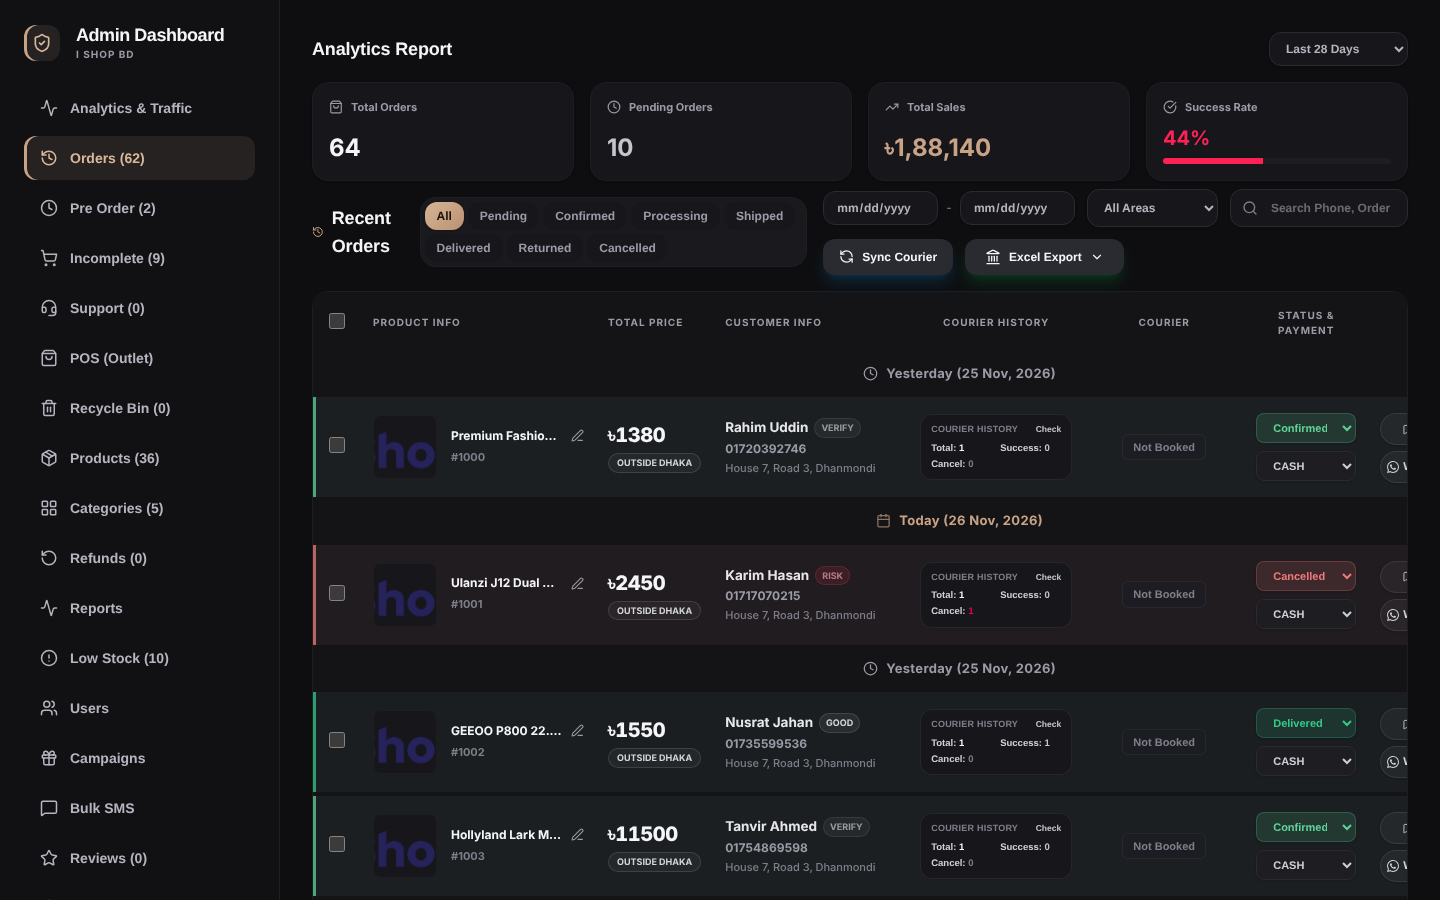 Admin Dashboard
I SHOP BD
Analytics & Traffic
Orders (62)
Pre Order (2)
Incomplete (9)
Support (0)
POS (Outlet)
Recycle Bin (0)
Products (36)
Categories (5)
Refunds (0)
Reports
Low Stock (10)
Users
Campaigns
Bulk SMS
Reviews (0)
Analytics Report
Last 28 Days
Total Orders
64
Pending Orders
10
Total Sales
৳1,88,140
Success Rate
44%
Recent
Orders
All Pending Confirmed Processing Shipped
Delivered Returned Cancelled
mm/dd/yyyy - mm/dd/yyyy All Areas Search Phone, Order
Sync Courier Excel Export
PRODUCT INFO TOTAL PRICE CUSTOMER INFO COURIER HISTORY COURIER STATUS &
PAYMENT
Yesterday (25 Nov, 2026)
Premium Fashio...
#1000
৳1380
OUTSIDE DHAKA
Rahim Uddin VERIFY
01720392746
House 7, Road 3, Dhanmondi
COURIER HISTORY Check
Total: 1 Success: 0
Cancel: 0
Not Booked
Confirmed
CASH
Today (26 Nov, 2026)
Ulanzi J12 Dual ...
#1001
৳2450
OUTSIDE DHAKA
Karim Hasan RISK
01717070215
House 7, Road 3, Dhanmondi
COURIER HISTORY Check
Total: 1 Success: 0
Cancel: 1
Not Booked
Cancelled
CASH
Yesterday (25 Nov, 2026)
GEEOO P800 22....
#1002
৳1550
OUTSIDE DHAKA
Nusrat Jahan GOOD
01735599536
House 7, Road 3, Dhanmondi
COURIER HISTORY Check
Total: 1 Success: 1
Cancel: 0
Not Booked
Delivered
CASH
Hollyland Lark M...
#1003
৳11500
OUTSIDE DHAKA
Tanvir Ahmed VERIFY
01754869598
House 7, Road 3, Dhanmondi
COURIER HISTORY Check
Total: 1 Success: 0
Cancel: 0
Not Booked
Confirmed
CASH